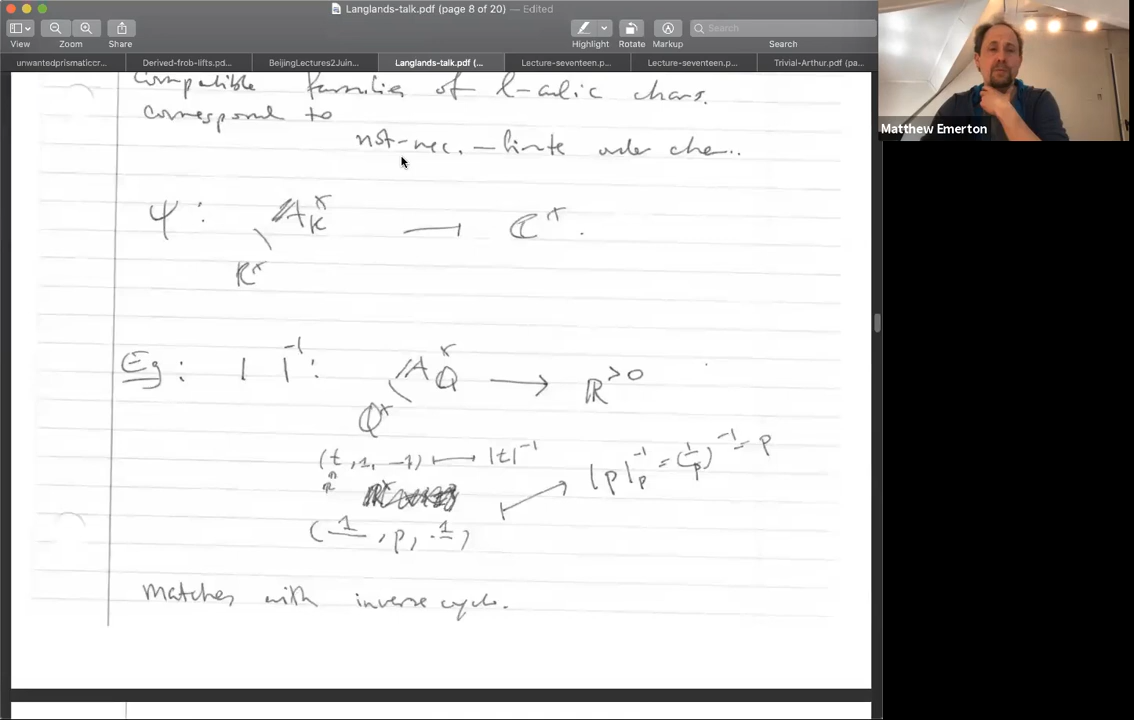 Langlands-talk.pdf (page 8 of 20) — Edited
View Zoom Share Highlight Rotate Markup Search
Search
unwantedprismaticcr... Derived-frob-lifts.pd... BeijingLectures2Juin... Langlands-talk.pdf (... Lecture-seventeen.p... Lecture-seventeen.p... Trivial-Arthur.pdf (pa...
Matthew Emerton
Compatible families of l-adic chars.
correspond to
not-nec.-finite order char..
ψ: 𝔸_K^× → ℂ^×.
K^×
Eg: | |^{-1}: 𝔸_ℚ^× → ℝ^{>0}
ℚ^×
(t, 1, -1) ↦ |t|^{-1}
(1, p, 1) ↦ |p|_p^{-1} = (1/p)^{-1} = p
Matches with inverse cyclo.